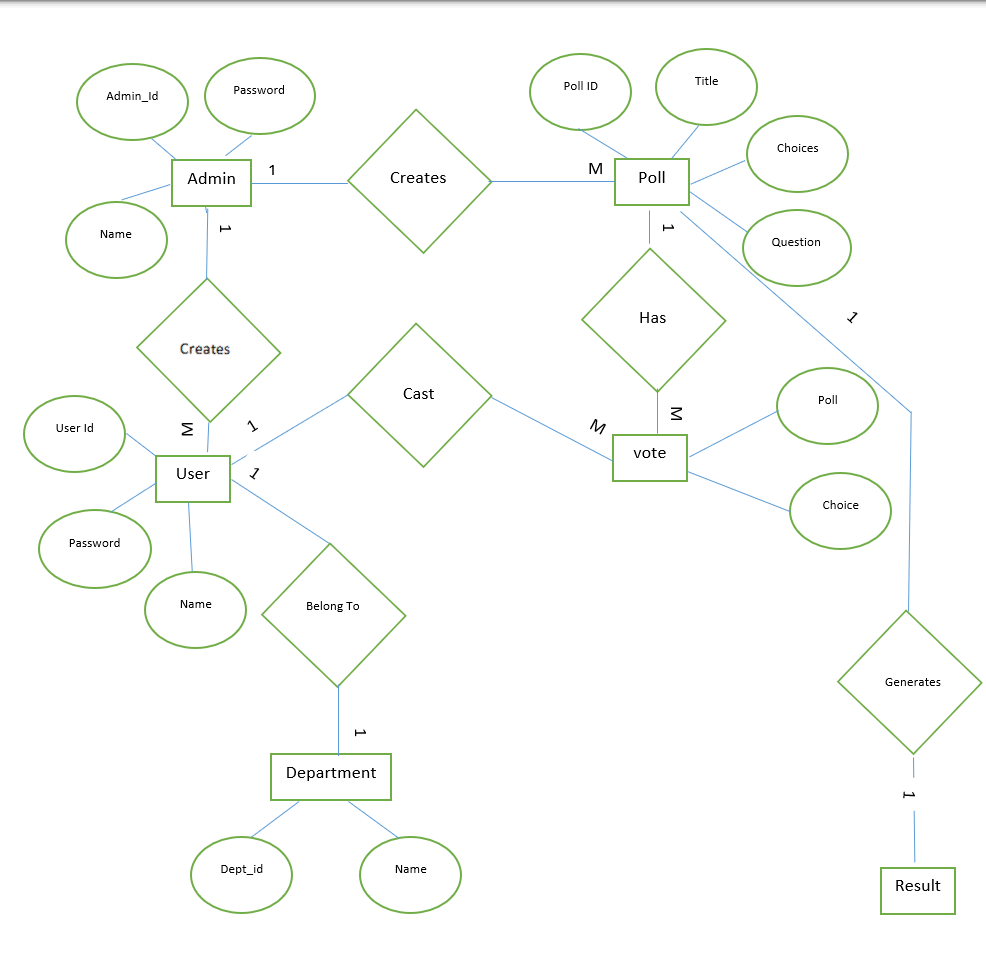 Admin_Id
Password
Poll ID
Title
Choices
Admin
1
Creates
M
Poll
Name
1
1
Question
Creates
Has
1
Cast
Poll
User Id
M
1
M
M
vote
User
1
Choice
Password
Name
Belong To
Generates
1
Department
1
Dept_id
Name
Result